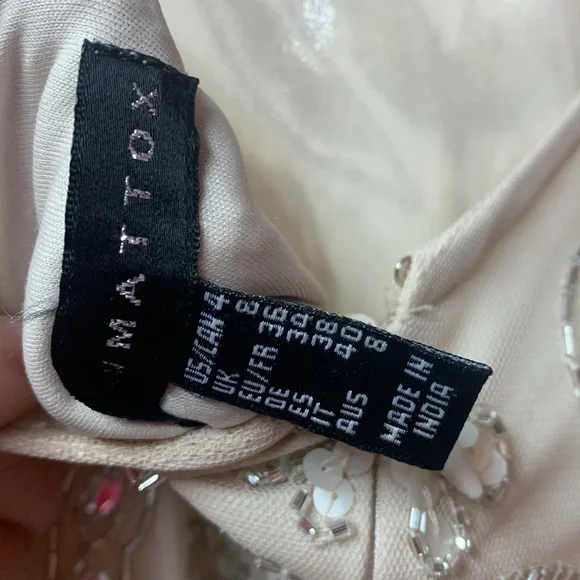 MATTOX
US/CAN 4
UK 8
EU/FR 36
DE 34
ES 38
IT 40
AUS 8
MADE IN
INDIA